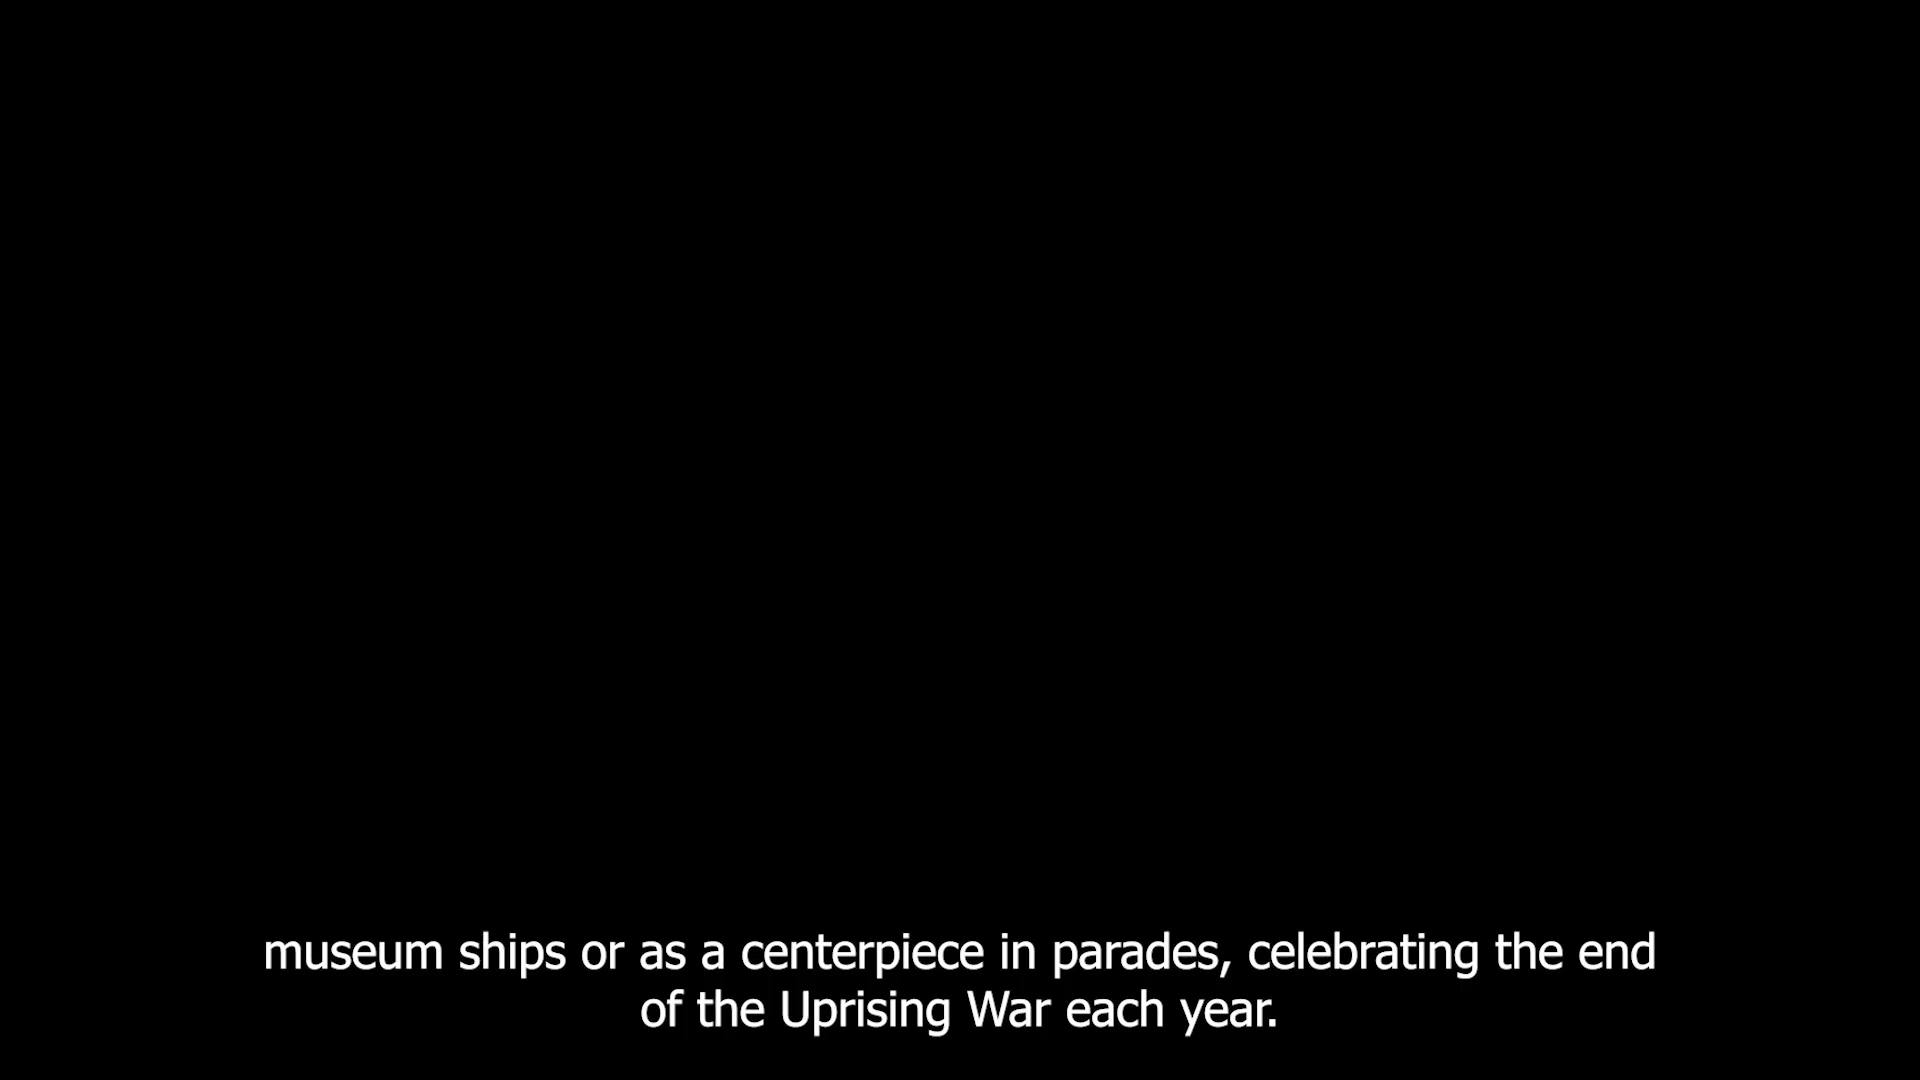 museum ships or as a centerpiece in parades, celebrating the end
of the Uprising War each year.